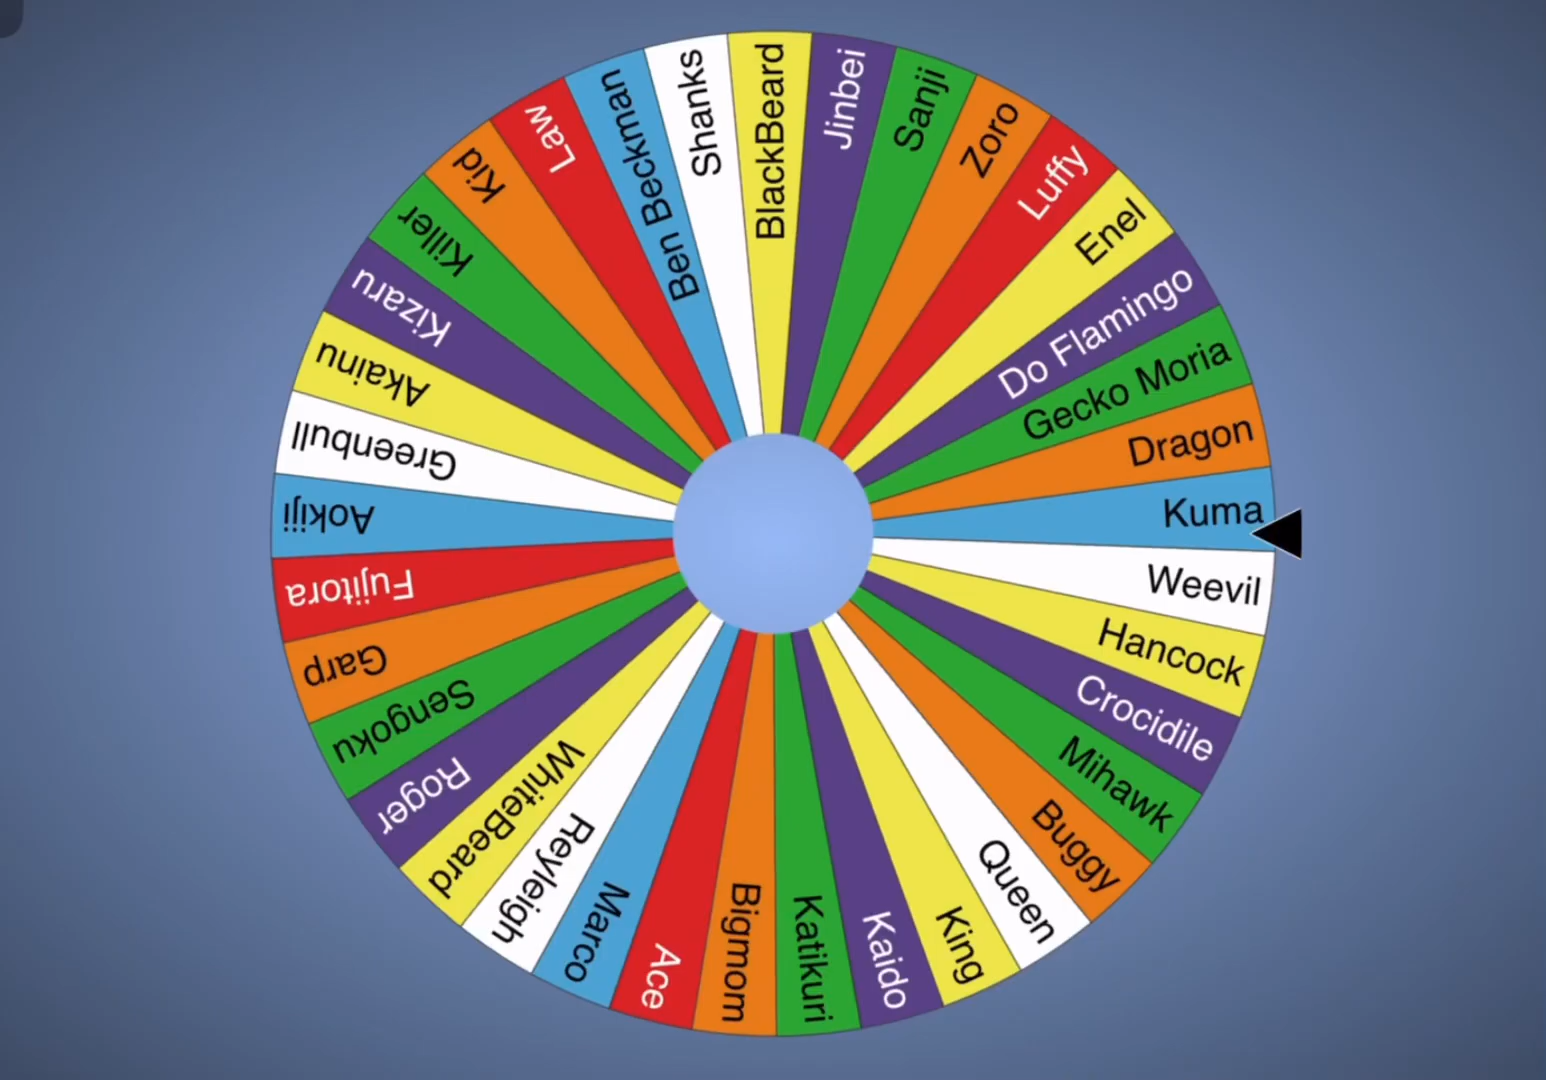 BlackBeard
Jinbei
Sanji
Zoro
Luffy
Enel
Do Flamingo
Gecko Moria
Dragon
Kuma
Weevil
Hancock
Crocidile
Mihawk
Buggy
Queen
King
Kaido
Katikuri
Bigmom
Ace
Marco
Reyleigh
WhiteBeard
Roger
Sengoku
Garp
Fujitora
Aokiji
Greenbull
Akainu
Kizaru
Killer
Kid
Law
Ben Beckman
Shanks